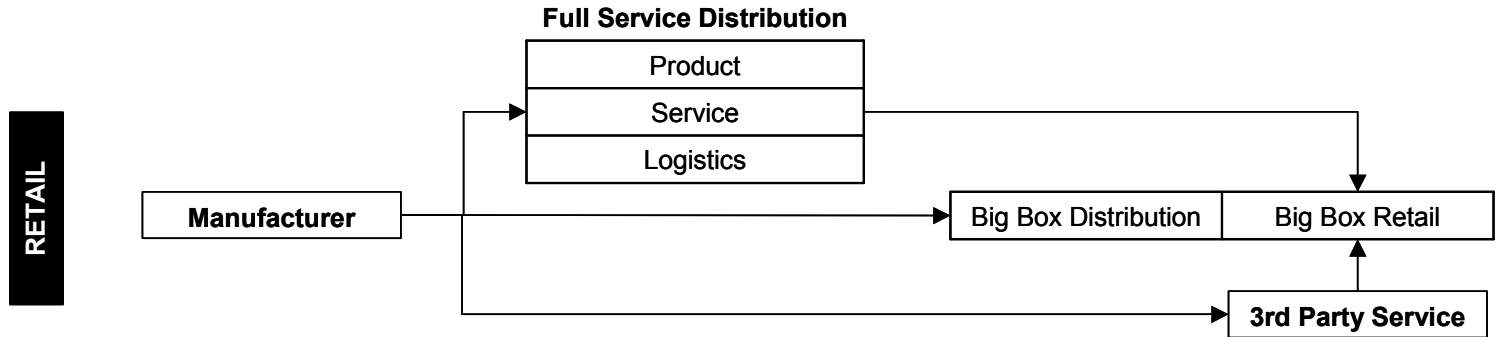 Full Service Distribution
Product
Service
Logistics
RETAIL
Manufacturer
Big Box Distribution
Big Box Retail
3rd Party Service